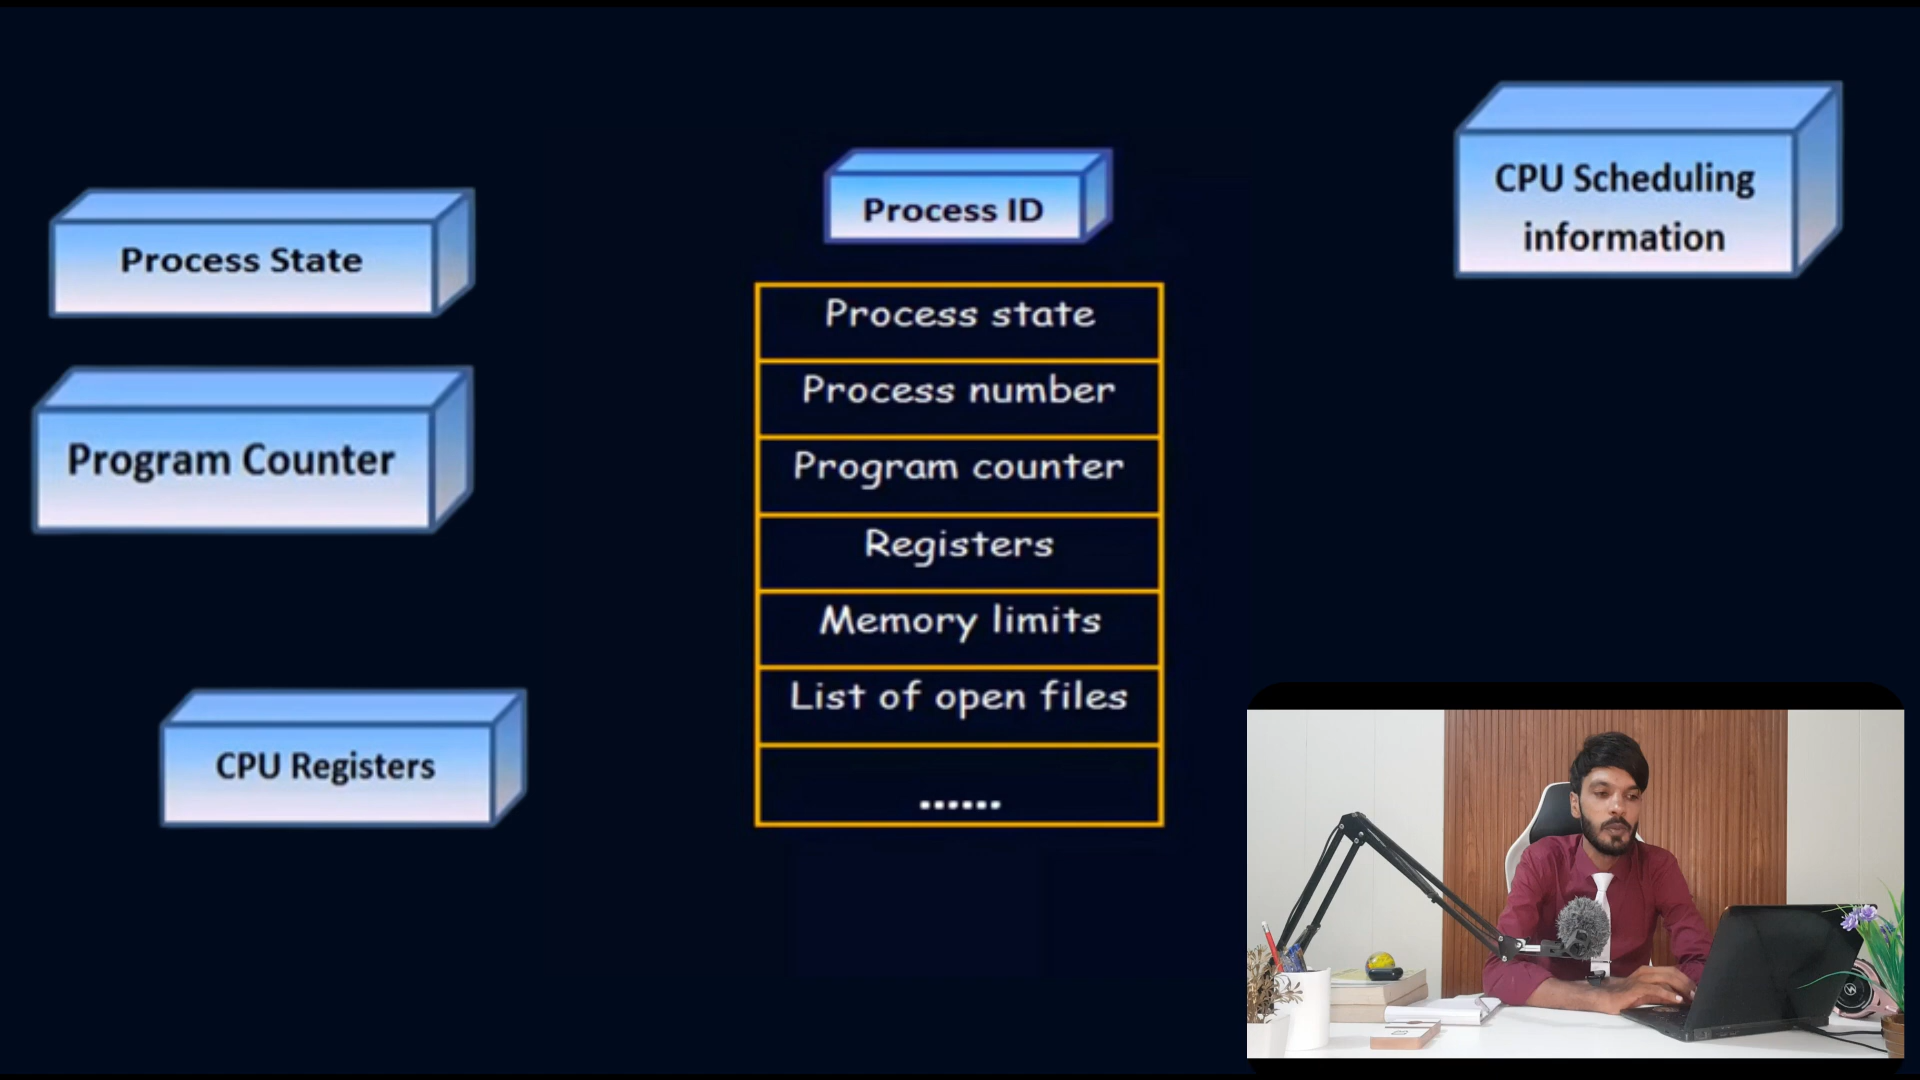 Process State
Program Counter
CPU Registers
Process ID
Process state
Process number
Program counter
Registers
Memory limits
List of open files
......
CPU Scheduling
information